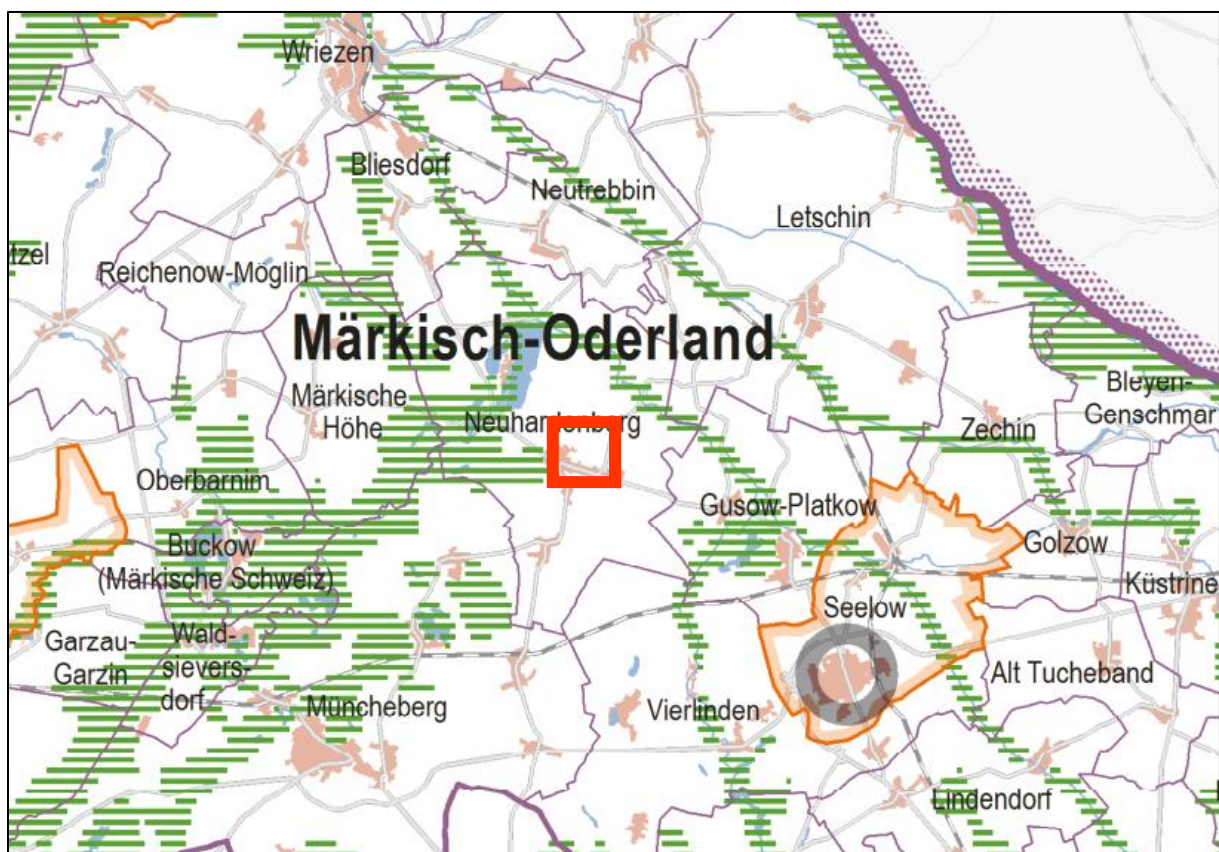 Wriezen
Bliesdorf
Neutrebbin
Letschin
tzel
Reichenow-Möglin
Märkisch-Oderland
Märkische
Höhe
Neuhardenberg
Bleyen-
Genschmar
Zechin
Oberbarnim
Gusow-Platkow
Buckow
(Märkische Schweiz)
Golzow
Küstrine
Seelow
Garzau-
Garzin
Wald-
sievers-
dorf
Alt Tucheband
Müncheberg
Vierlinden
Lindendorf